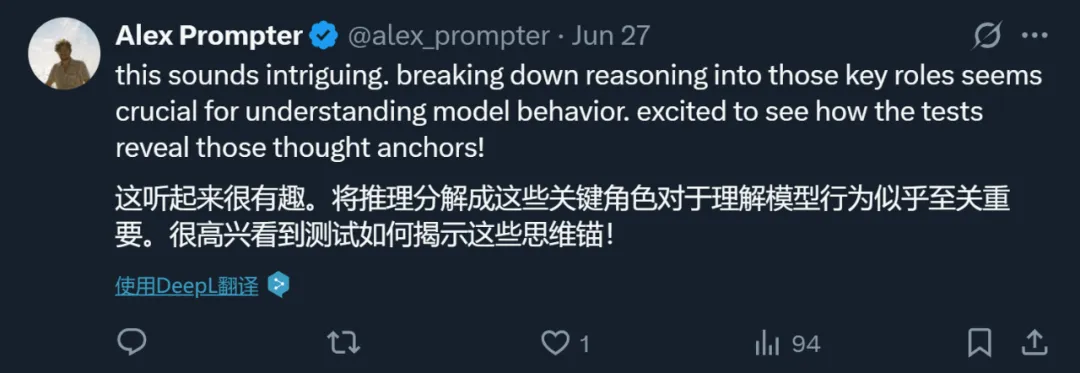 Alex Prompter @alex_prompter · Jun 27
this sounds intriguing. breaking down reasoning into those key roles seems
crucial for understanding model behavior. excited to see how the tests
reveal those thought anchors!
这听起来很有趣。将推理分解成这些关键角色对于理解模型行为似乎至关重
要。很高兴看到测试如何揭示这些思维锚！
使用DeepL翻译
1 94